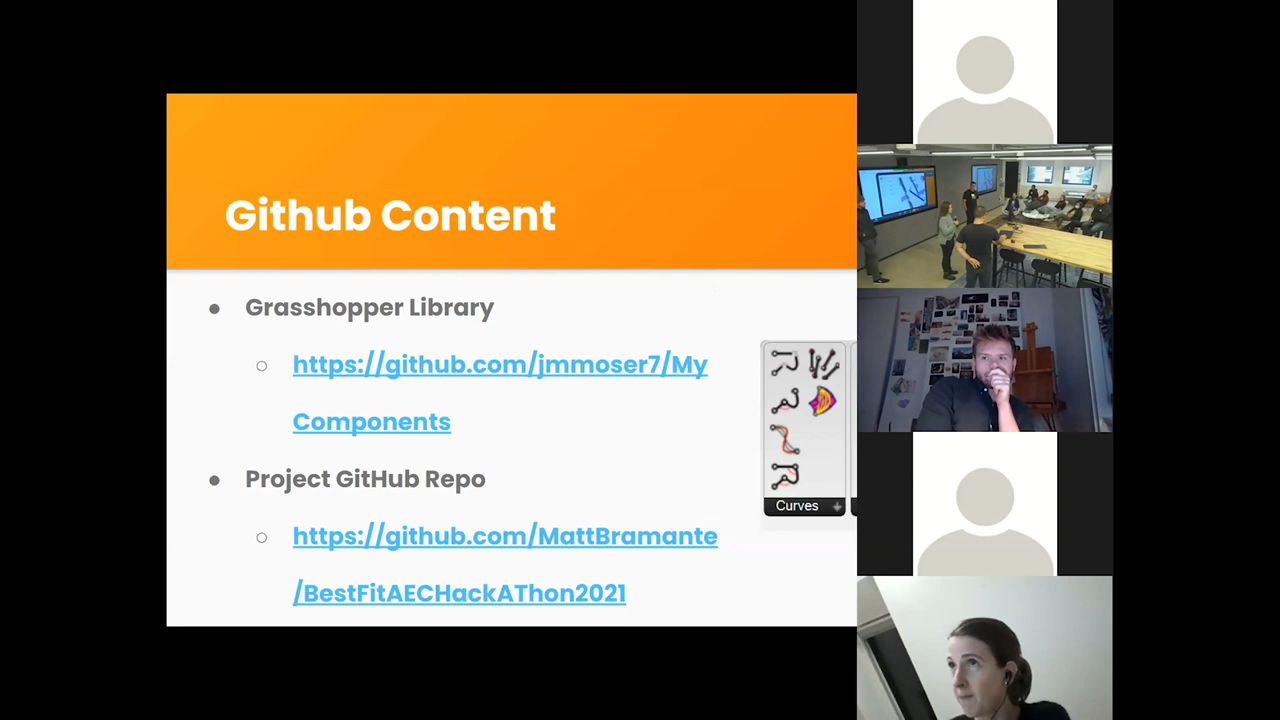 Github Content
Grasshopper Library
https://github.com/jmmoser7/My
Components
Project GitHub Repo
https://github.com/MattBramante
/BestFitAECHackAThon2021
Curves